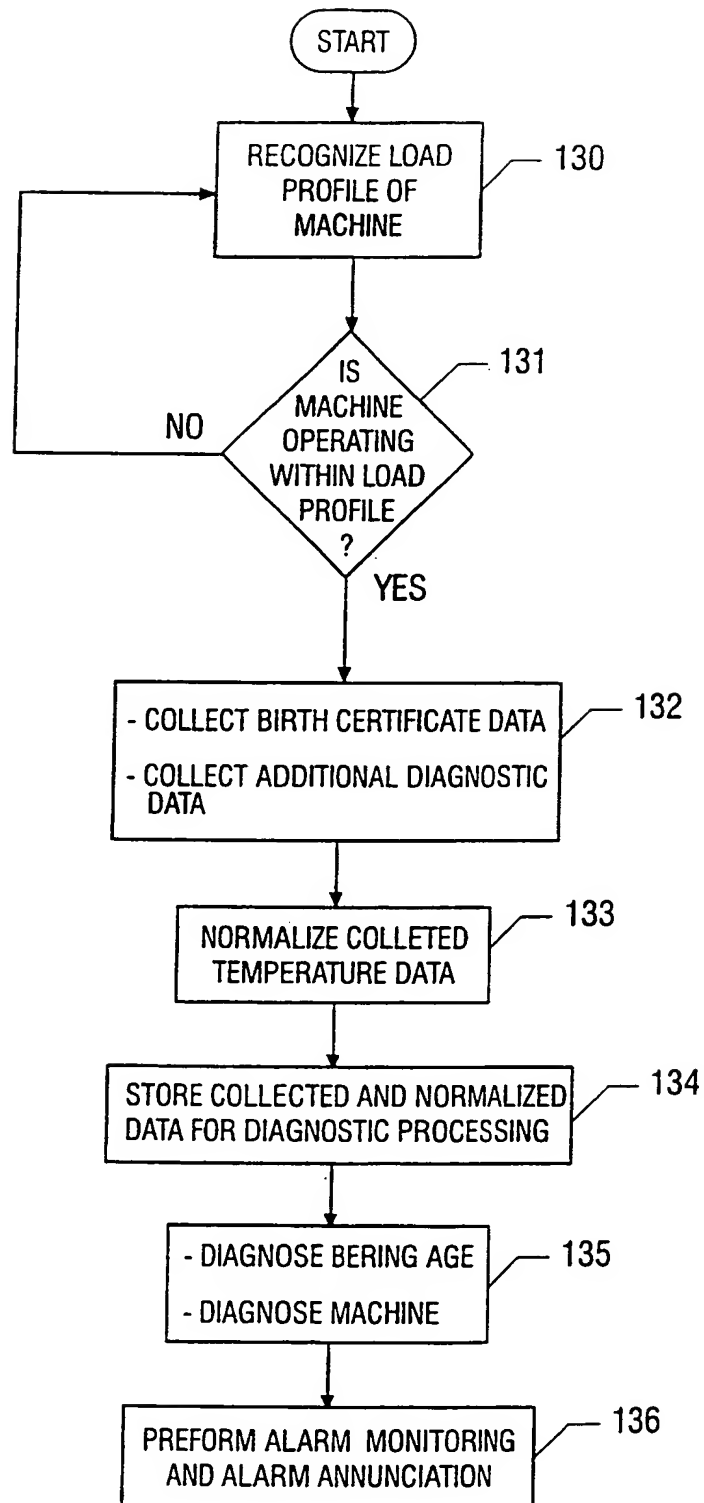 START
RECOGNIZE LOAD
PROFILE OF
MACHINE
130
IS
MACHINE
OPERATING
WITHIN LOAD
PROFILE
?
131
NO
YES
- COLLECT BIRTH CERTIFICATE DATA
- COLLECT ADDITIONAL DIAGNOSTIC
DATA
132
NORMALIZE COLLETED
TEMPERATURE DATA
133
STORE COLLECTED AND NORMALIZED
DATA FOR DIAGNOSTIC PROCESSING
134
- DIAGNOSE BERING AGE
- DIAGNOSE MACHINE
135
PREFORM ALARM MONITORING
AND ALARM ANNUNCIATION
136